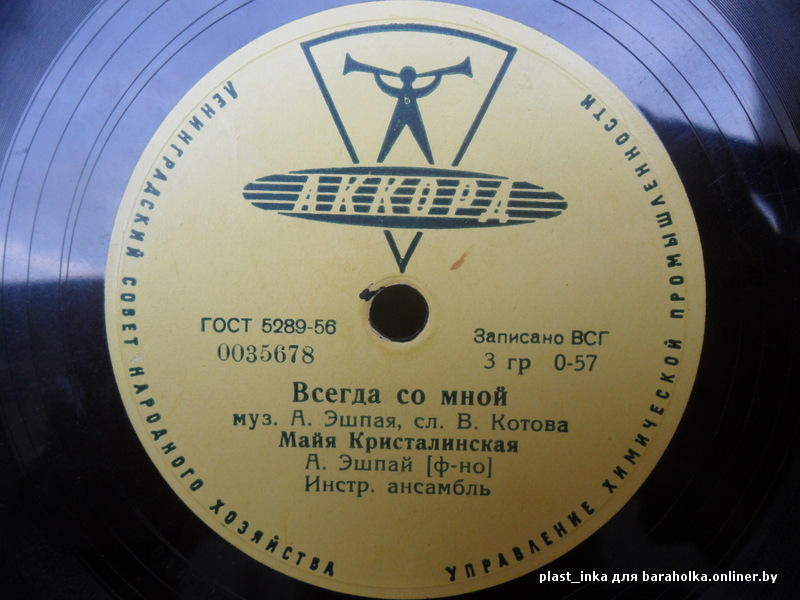 АККОРД
ЛЕНИНГРАДСКИЙ СОВЕТ НАРОДНОГО ХОЗЯЙСТВА
УПРАВЛЕНИЕ ХИМИЧЕСКОЙ ПРОМЫШЛЕННОСТИ
ГОСТ 5289-56
0035678
Записано ВСГ
3 гр 0-57
Всегда со мной
муз. А. Эшпая, сл. В. Котова
Майя Кристалинская
А. Эшпай [ф-но]
Инстр. ансамбль
plast_inka для baraholka.onliner.by